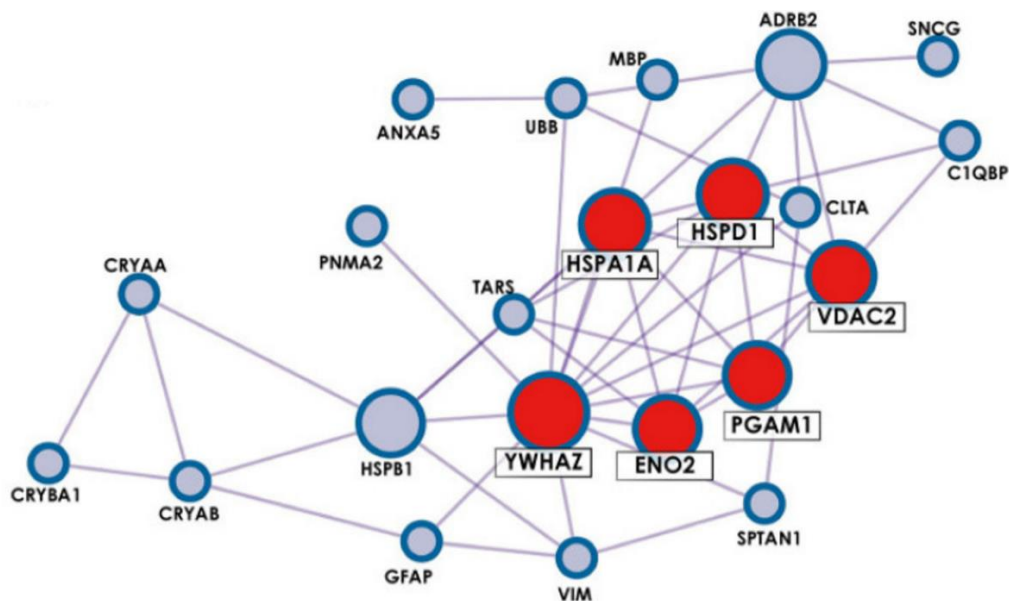 ADRB2
SNCG
MBP
ANXA5
UBB
C1QBP
CLTA
HSPD1
PNMA2
HSPA1A
CRYAA
TARS
VDAC2
PGAM1
YWHAZ
ENO2
HSPB1
CRYBA1
CRYAB
SPTAN1
GFAP
VIM